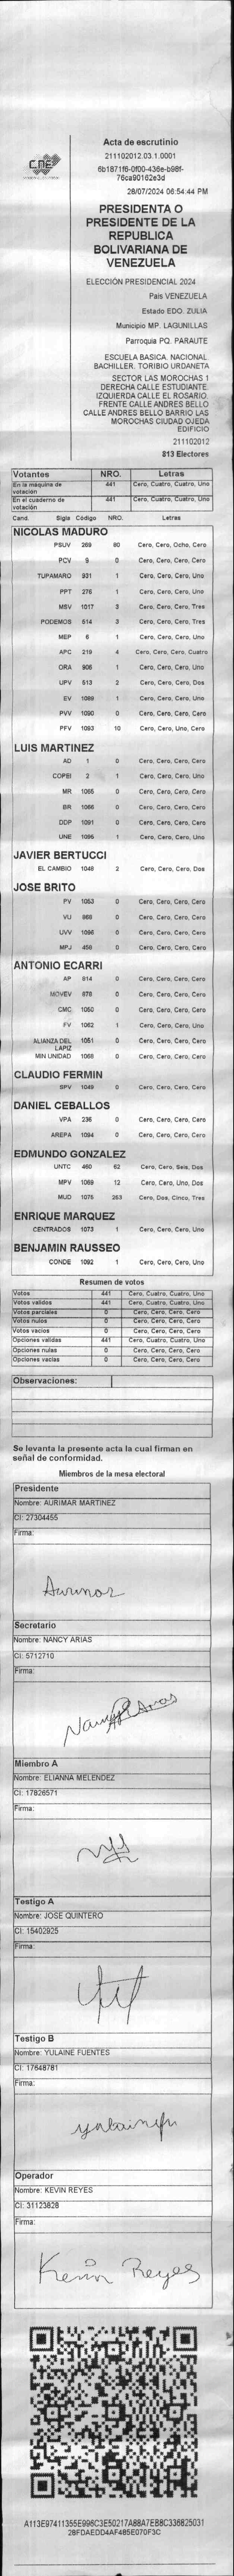 CNE
Acta de escrutinio
211102012.03.1.0001
6b1871f6-0f00-436e-b98f-
76ca90162e3d
28/07/2024 06:54:44 PM
PRESIDENTA O
PRESIDENTE DE LA
REPUBLICA
BOLIVARIANA DE
VENEZUELA
ELECCIÓN PRESIDENCIAL 2024
País VENEZUELA
Estado EDO. ZULIA
Municipio MP. LAGUNILLAS
Parroquia PQ. PARAUTE
ESCUELA BASICA NACIONAL
BACHILLER. TORIBIO URDANETA
SECTOR LAS MOROCHAS 1
DERECHA CALLE ESTUDIANTE.
IZQUIERDA CALLE EL ROSARIO.
FRENTE CALLE ANDRES BELLO
CALLE ANDRES BELLO BARRIO LAS
MOROCHAS CIUDAD OJEDA
EDIFICIO
211102012
813 Electores
Votantes NRO. Letras
En la máquina de votación 441 Cero, Cuatro, Cuatro, Uno
En el cuaderno de votación 441 Cero, Cuatro, Cuatro, Uno
Cand. Sigla Código NRO. Letras
NICOLAS MADURO
PSUV 269 80 Cero, Cero, Ocho, Cero
PCV 9 0 Cero, Cero, Cero, Cero
TUPAMARO 931 1 Cero, Cero, Cero, Uno
PPT 276 1 Cero, Cero, Cero, Uno
MSV 1017 3 Cero, Cero, Cero, Tres
PODEMOS 514 3 Cero, Cero, Cero, Tres
MEP 6 1 Cero, Cero, Cero, Uno
APC 219 4 Cero, Cero, Cero, Cuatro
ORA 906 1 Cero, Cero, Cero, Uno
UPV 513 2 Cero, Cero, Cero, Dos
EV 1089 1 Cero, Cero, Cero, Uno
PVV 1090 0 Cero, Cero, Cero, Cero
PFV 1093 10 Cero, Cero, Uno, Cero
LUIS MARTINEZ
AD 1 0 Cero, Cero, Cero, Cero
COPEI 2 1 Cero, Cero, Cero, Uno
MR 1065 0 Cero, Cero, Cero, Cero
BR 1066 0 Cero, Cero, Cero, Cero
DDP 1091 0 Cero, Cero, Cero, Cero
UNE 1095 1 Cero, Cero, Cero, Uno
JAVIER BERTUCCI
EL CAMBIO 1048 2 Cero, Cero, Cero, Dos
JOSE BRITO
PV 1053 0 Cero, Cero, Cero, Cero
VU 868 0 Cero, Cero, Cero, Cero
UVV 1096 0 Cero, Cero, Cero, Cero
MPJ 458 0 Cero, Cero, Cero, Cero
ANTONIO ECARRI
AP 814 0 Cero, Cero, Cero, Cero
MOVEV 878 0 Cero, Cero, Cero, Cero
CMC 1050 0 Cero, Cero, Cero, Cero
FV 1062 1 Cero, Cero, Cero, Uno
ALIANZA DEL LAPIZ 1051 0 Cero, Cero, Cero, Cero
MIN UNIDAD 1068 0 Cero, Cero, Cero, Cero
CLAUDIO FERMIN
SPV 1049 0 Cero, Cero, Cero, Cero
DANIEL CEBALLOS
VPA 236 0 Cero, Cero, Cero, Cero
AREPA 1094 0 Cero, Cero, Cero, Cero
EDMUNDO GONZALEZ
UNTC 460 62 Cero, Cero, Seis, Dos
MPV 1069 12 Cero, Cero, Uno, Dos
MUD 1075 253 Cero, Dos, Cinco, Tres
ENRIQUE MARQUEZ
CENTRADOS 1073 1 Cero, Cero, Cero, Uno
BENJAMIN RAUSSEO
CONDE 1092 1 Cero, Cero, Cero, Uno
Resumen de votos
Votos 441 Cero, Cuatro, Cuatro, Uno
Votos validos 441 Cero, Cuatro, Cuatro, Uno
Votos parciales 0 Cero, Cero, Cero, Cero
Votos nulos 0 Cero, Cero, Cero, Cero
Votos vacios 0 Cero, Cero, Cero, Cero
Opciones validas 441 Cero, Cuatro, Cuatro, Uno
Opciones nulas 0 Cero, Cero, Cero, Cero
Opciones vacias 0 Cero, Cero, Cero, Cero
Observaciones:
Se levanta la presente acta la cual firman en
señal de conformidad.
Miembros de la mesa electoral
Presidente
Nombre: AURIMAR MARTINEZ
CI: 27304455
Firma:
Secretario
Nombre: NANCY ARIAS
CI: 5712710
Firma:
Nancy Arias
Miembro A
Nombre: ELIANNA MELENDEZ
CI: 17826571
Firma:
Testigo A
Nombre: JOSE QUINTERO
CI: 15402925
Firma:
Testigo B
Nombre: YULAINE FUENTES
CI: 17648781
Firma:
Operador
Nombre: KEVIN REYES
CI: 31123828
Firma:
Kevin Reyes
A113E97411355E996C3E50217A88A7EB8C336825031
28FDAEDD4AF485E070F3C